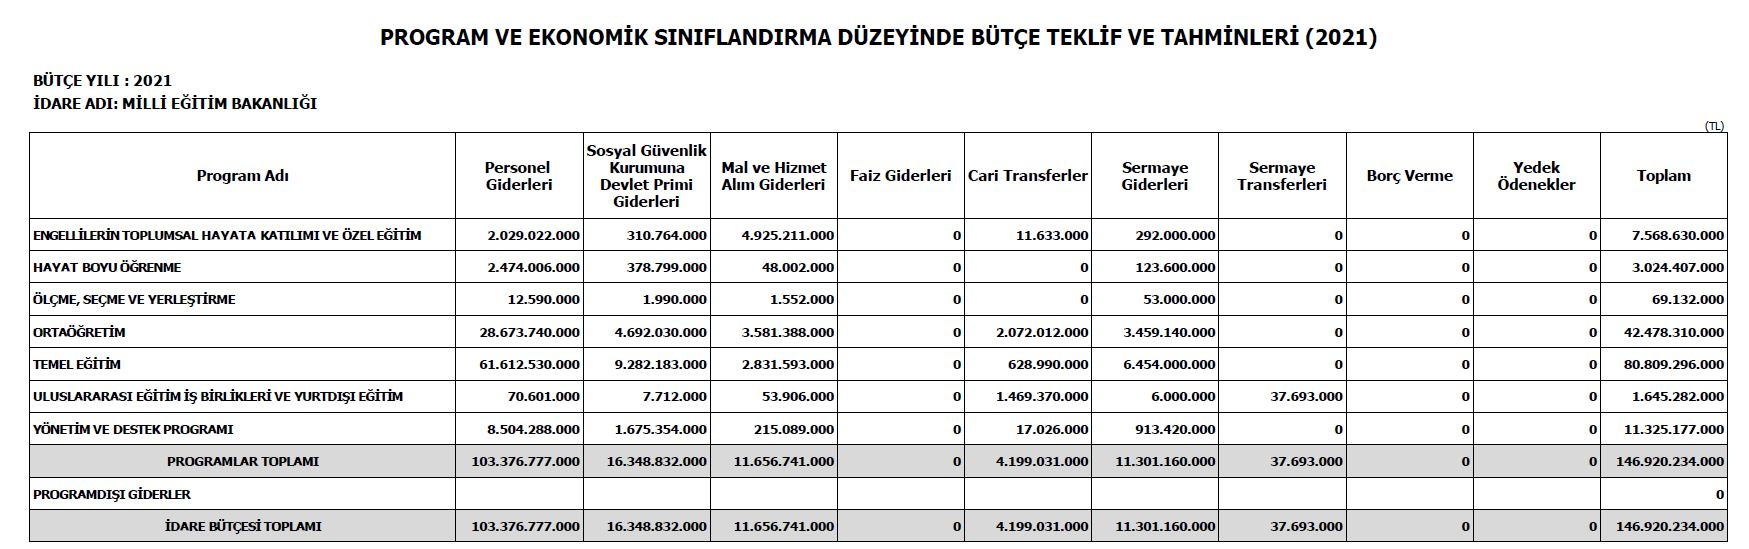 PROGRAM VE EKONOMİK SINIFLANDIRMA DÜZEYİNDE BÜTÇE TEKLİF VE TAHMİNLERİ (2021)
BÜTÇE YILI : 2021
İDARE ADI: MİLLİ EĞİTİM BAKANLIĞI
(TL)
Program Adı Personel Giderleri Sosyal Güvenlik Kurumuna Devlet Primi Giderleri Mal ve Hizmet Alım Giderleri Faiz Giderleri Cari Transferler Sermaye Giderleri Sermaye Transferleri Borç Verme Yedek Ödenekler Toplam
ENGELLİLERİN TOPLUMSAL HAYATA KATILIMI VE ÖZEL EĞİTİM 2.029.022.000 310.764.000 4.925.211.000 0 11.633.000 292.000.000 0 0 0 7.568.630.000
HAYAT BOYU ÖĞRENME 2.474.006.000 378.799.000 48.002.000 0 0 123.600.000 0 0 0 3.024.407.000
ÖLÇME, SEÇME VE YERLEŞTİRME 12.590.000 1.990.000 1.552.000 0 0 53.000.000 0 0 0 69.132.000
ORTAÖĞRETİM 28.673.740.000 4.692.030.000 3.581.388.000 0 2.072.012.000 3.459.140.000 0 0 0 42.478.310.000
TEMEL EĞİTİM 61.612.530.000 9.282.183.000 2.831.593.000 0 628.990.000 6.454.000.000 0 0 0 80.809.296.000
ULUSLARARASI EĞİTİM İŞ BİRLİKLERİ VE YURTDIŞI EĞİTİM 70.601.000 7.712.000 53.906.000 0 1.469.370.000 6.000.000 37.693.000 0 0 1.645.282.000
YÖNETİM VE DESTEK PROGRAMI 8.504.288.000 1.675.354.000 215.089.000 0 17.026.000 913.420.000 0 0 0 11.325.177.000
PROGRAMLAR TOPLAMI 103.376.777.000 16.348.832.000 11.656.741.000 0 4.199.031.000 11.301.160.000 37.693.000 0 0 146.920.234.000
PROGRAMDIŞI GİDERLER 0
İDARE BÜTÇESİ TOPLAMI 103.376.777.000 16.348.832.000 11.656.741.000 0 4.199.031.000 11.301.160.000 37.693.000 0 0 146.920.234.000